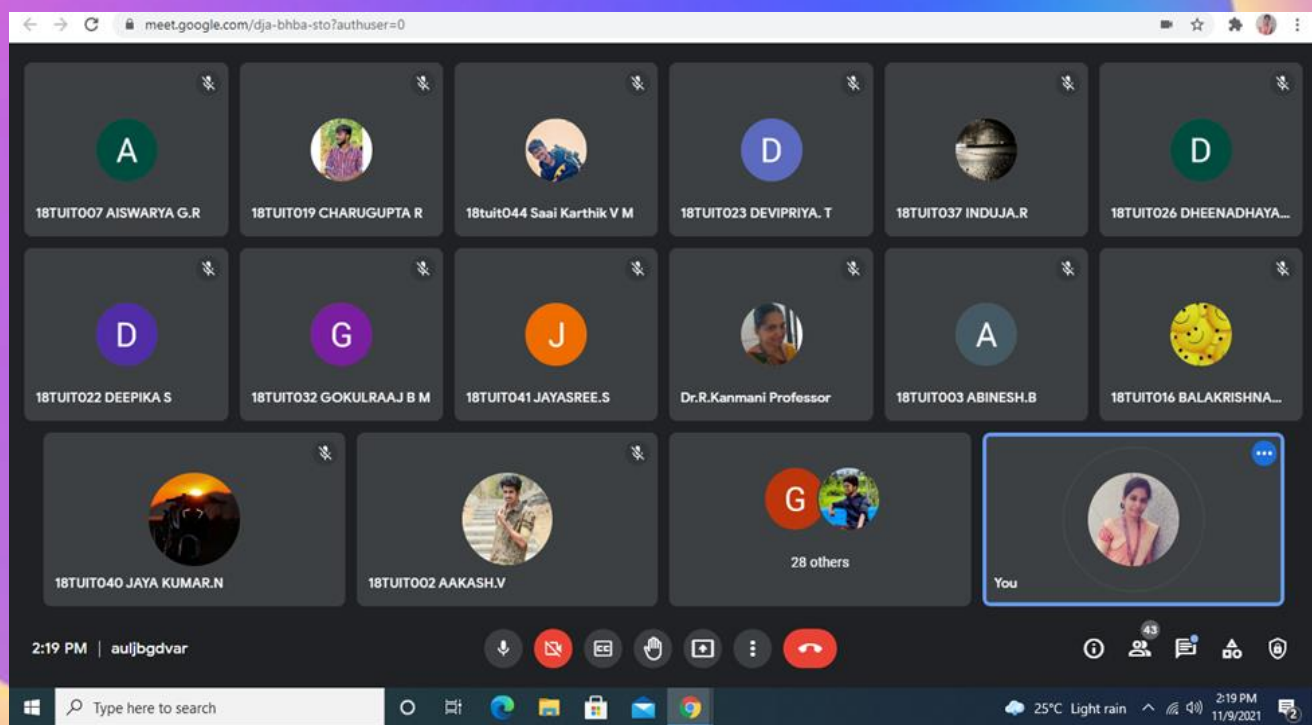 meet.google.com/dja-bhba-sto?authuser=0
A
D
D
18TUIT007 AISWARYA G.R
18TUIT019 CHARUGUPTA R
18tuit044 Saai Karthik V M
18TUIT023 DEVIPRIYA. T
18TUIT037 INDUJA.R
18TUIT026 DHEENADHAYA...
D
G
J
A
18TUIT022 DEEPIKA S
18TUIT032 GOKULRAAJ B M
18TUIT041 JAYASREE.S
Dr.R.Kanmani Professor
18TUIT003 ABINESH.B
18TUIT016 BALAKRISHNA...
G
28 others
18TUIT040 JAYA KUMAR.N
18TUIT002 AAKASH.V
You
2:19 PM | auljbgdvar
CC
43
Type here to search
25°C Light rain
2:19 PM
11/9/2021
2